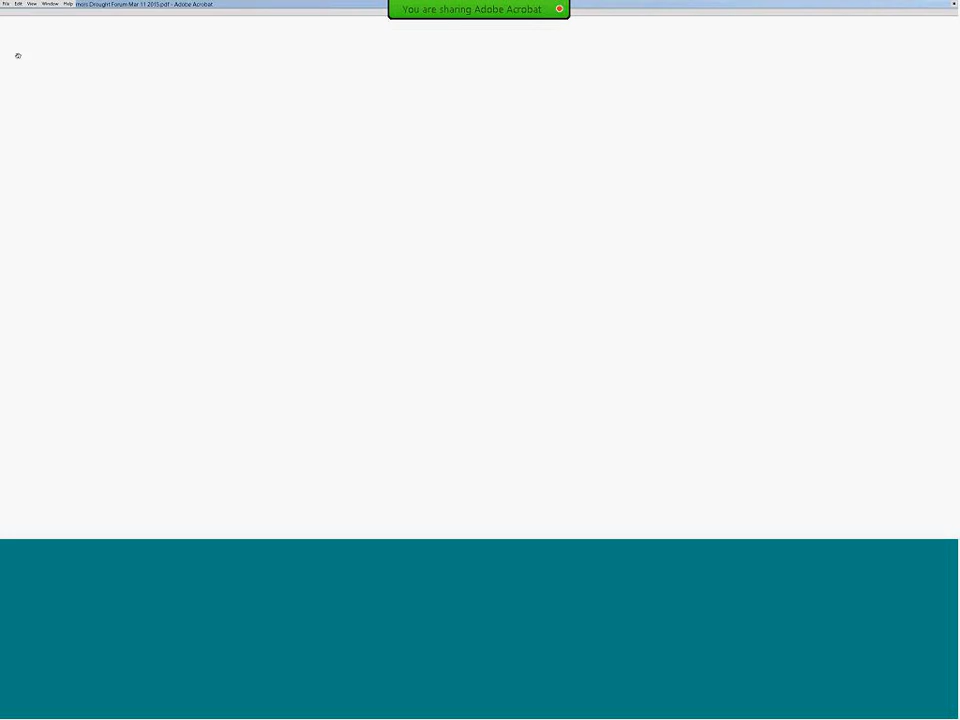 File Edit View Window Help
Drought Forum Mar 11 2015.pdf - Adobe Acrobat
You are sharing Adobe Acrobat